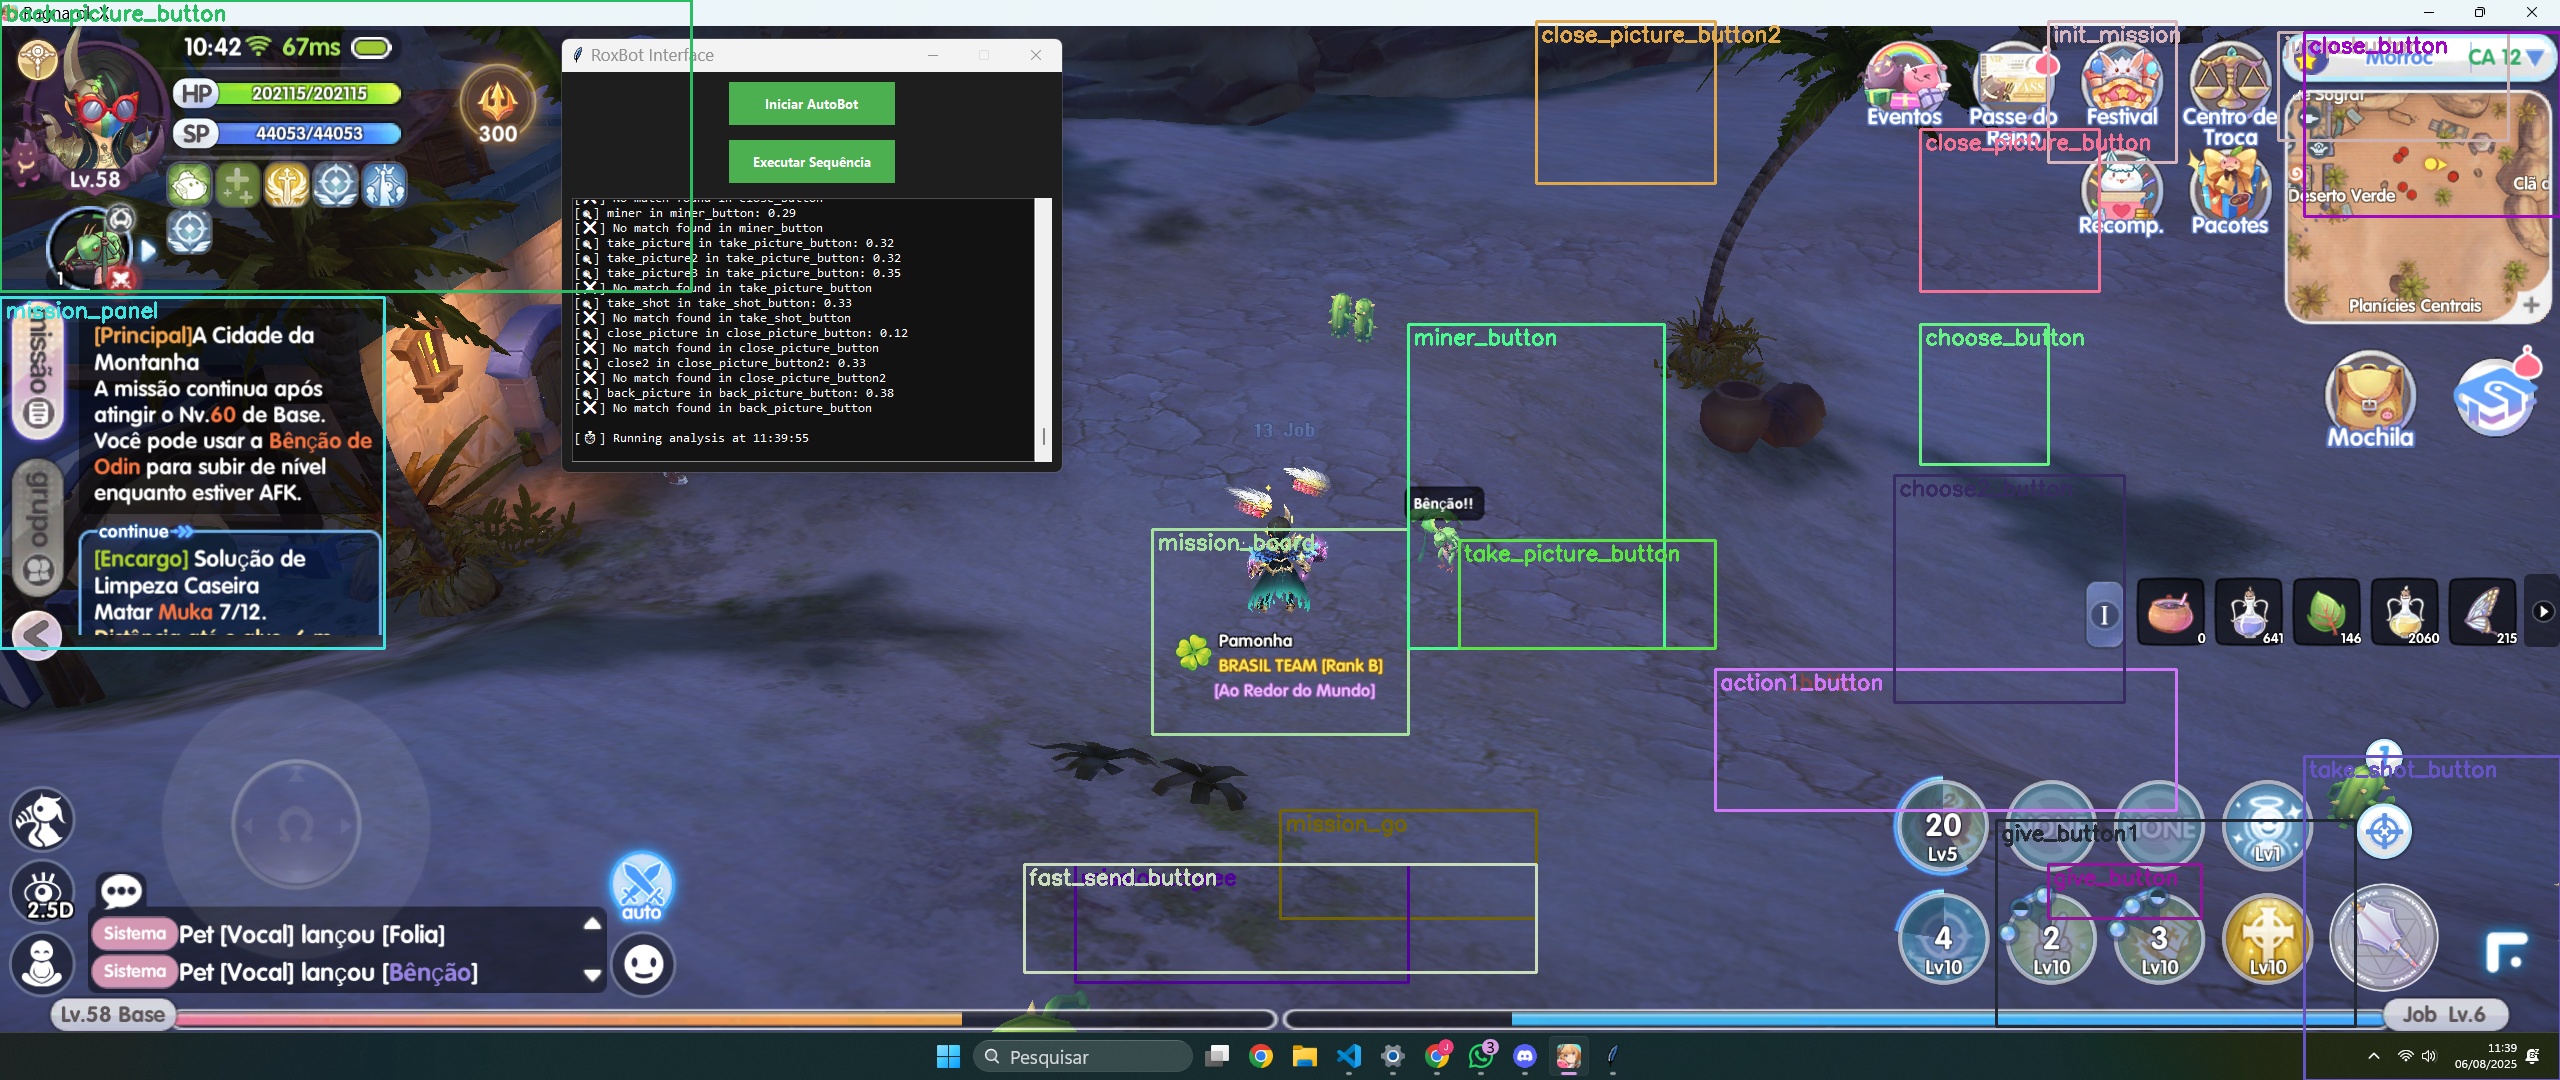 back_picture_button
Ragnarok X
10:42
67ms
HP
202115/202115
SP
44053/44053
Lv.58
300
1
RoxBot Interface
Iniciar AutoBot
Executar Sequência
[🔍] miner in miner_button: 0.29
[❌] No match found in miner_button
[🔍] take_picture in take_picture_button: 0.32
[🔍] take_picture2 in take_picture_button: 0.32
[🔍] take_picture3 in take_picture_button: 0.35
[❌] No match found in take_picture_button
[🔍] take_shot in take_shot_button: 0.33
[❌] No match found in take_shot_button
[🔍] close_picture in close_picture_button: 0.12
[❌] No match found in close_picture_button
[🔍] close2 in close_picture_button2: 0.33
[❌] No match found in close_picture_button2
[🔍] back_picture in back_picture_button: 0.38
[❌] No match found in back_picture_button
[⏱] Running analysis at 11:39:55
close_picture_button2
init_mission
close_button
Morroc
CA 12
Eventos
Passe do Reino
Festival
Centro de Troca
close_picture_button
Recomp.
Pacotes
Deserto Verde
Clã d
Planícies Centrais
mission_panel
missão
grupo
[Principal]A Cidade da
Montanha
A missão continua após
atingir o Nv.60 de Base.
Você pode usar a Bênção de
Odin para subir de nível
enquanto estiver AFK.
continue
[Encargo] Solução de
Limpeza Caseira
Matar Muka 7/12.
miner_button
choose_button
Mochila
13 Job
choose2_button
Bênção!!
mission_board
take_picture_button
Pamonha
BRASIL TEAM [Rank B]
[Ao Redor do Mundo]
I
0
641
146
2060
215
action1_button
take_shot_button
mission_go
give_button1
fast_send_button
give_button
20
Lv5
NONE
Lv1
4
Lv10
2
Lv10
3
Lv10
Lv10
2.5D
auto
Sistema Pet [Vocal] lançou [Folia]
Sistema Pet [Vocal] lançou [Bênção]
Lv.58 Base
Job Lv.6
Pesquisar
3
11:39
06/08/2025